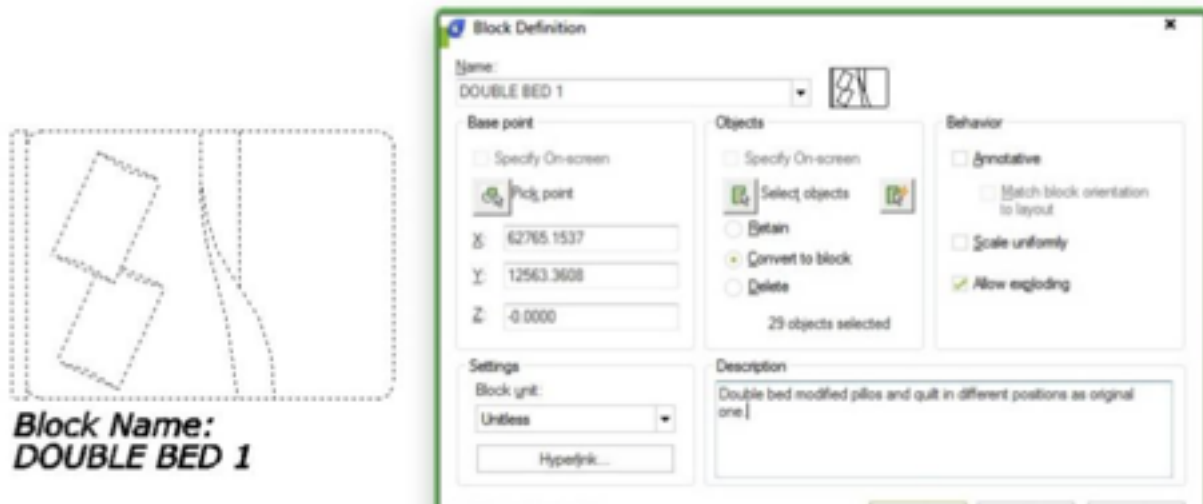 Block Definition
Name:
DOUBLE BED 1
Base point
Specify On-screen
Pick point
X: 62765.1537
Y: 12563.3608
Z: -0.0000
Objects
Specify On-screen
Select objects
Retain
Convert to block
Delete
29 objects selected
Behavior
Annotative
Match block orientation
to layout
Scale uniformly
Allow exploding
Settings
Block unit:
Unitless
Hyperlink...
Description
Double bed modified pillos and quilt in different positions as original
one.
Block Name:
DOUBLE BED 1